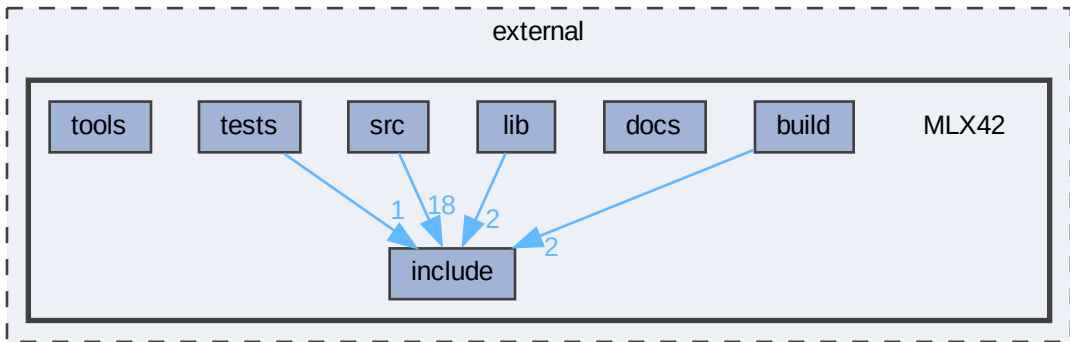 external
tools
tests
src
lib
docs
build
MLX42
1
18
2
2
include